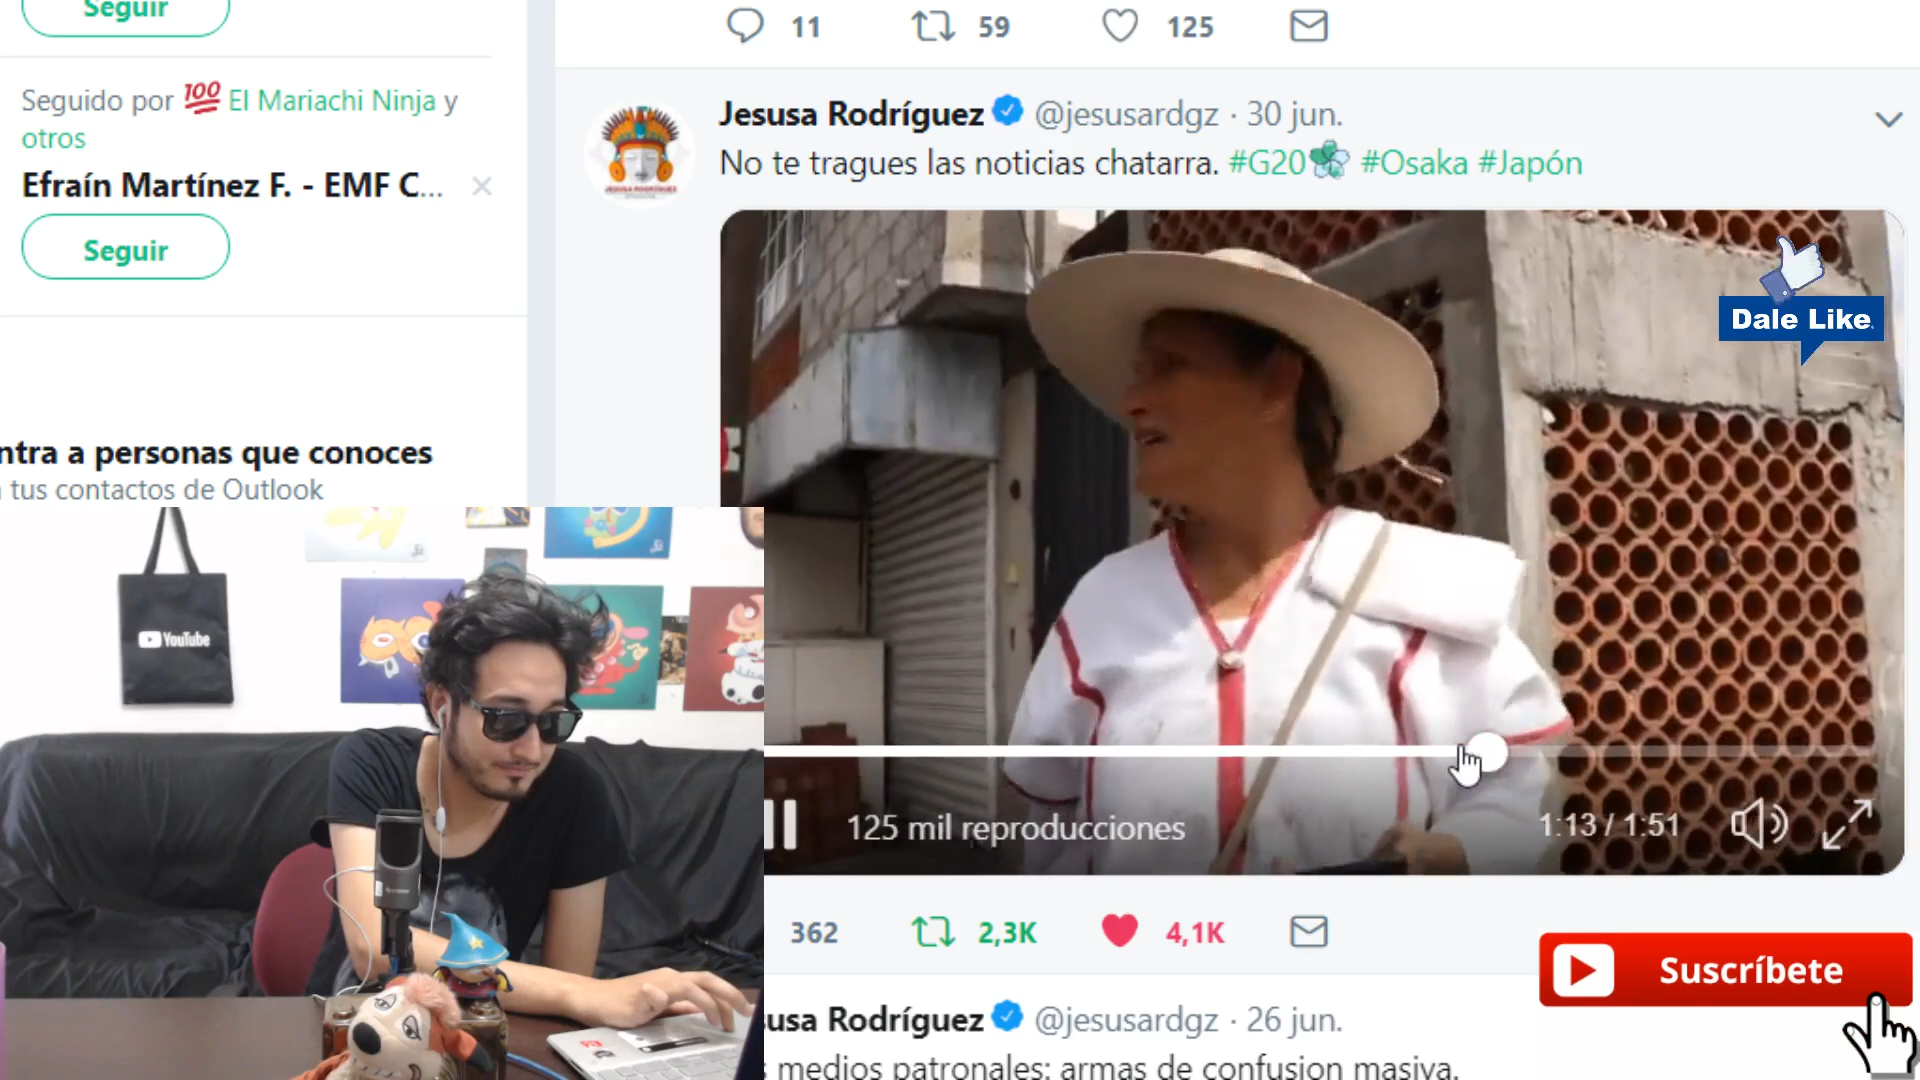 Seguir
Seguido por 💯 El Mariachi Ninja y
otros
Efraín Martínez F. - EMF C...
Seguir
ntra a personas que conoces
tus contactos de Outlook
11 59 125
Jesusa Rodríguez @jesusardgz · 30 jun.
No te tragues las noticias chatarra. #G20 #Osaka #Japón
Dale Like
YouTube
125 mil reproducciones
1:13 / 1:51
362 2,3K 4,1K
Suscríbete
usa Rodríguez @jesusardgz · 26 jun.
medios patronales: armas de confusion masiva.